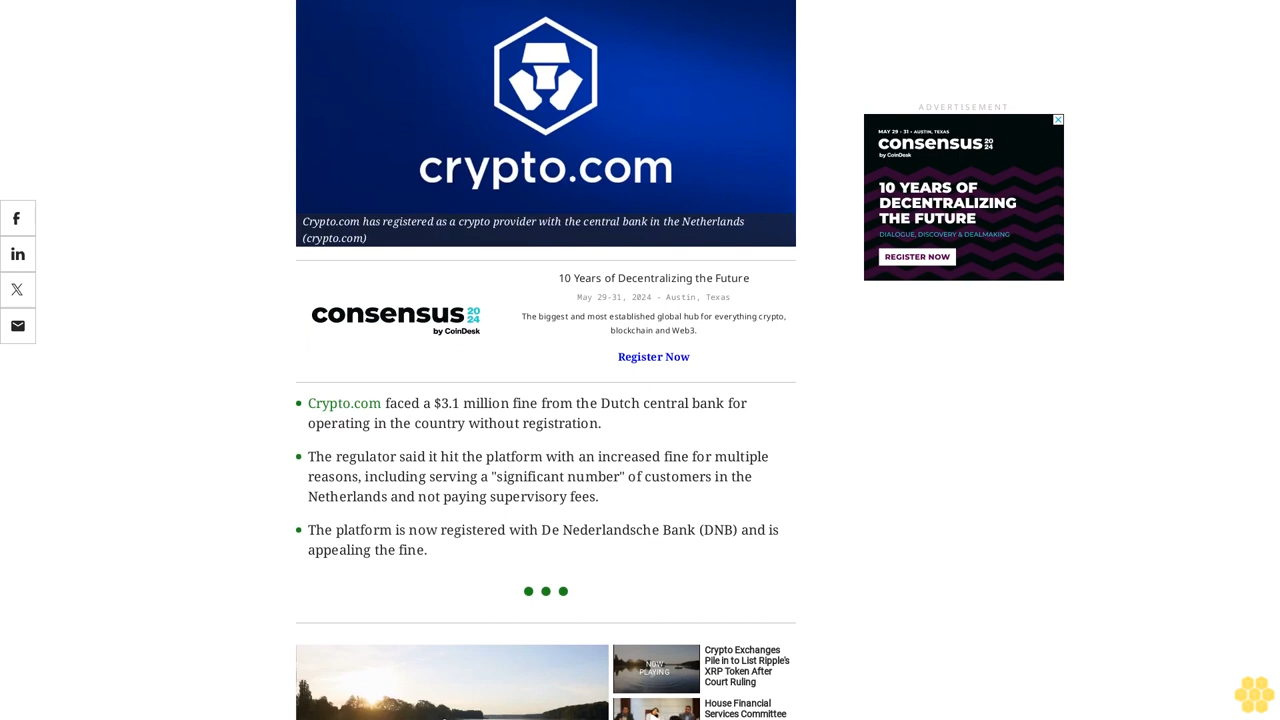 crypto.com
Crypto.com has registered as a crypto provider with the central bank in the Netherlands
(crypto.com)
ADVERTISEMENT
MAY 29 - 31 • AUSTIN, TEXAS
consensus 2024
by CoinDesk
10 YEARS OF
DECENTRALIZING
THE FUTURE
DIALOGUE, DISCOVERY & DEALMAKING
REGISTER NOW
consensus 2024
by CoinDesk
10 Years of Decentralizing the Future
May 29-31, 2024 - Austin, Texas
The biggest and most established global hub for everything crypto,
blockchain and Web3.
Register Now
Crypto.com faced a $3.1 million fine from the Dutch central bank for
operating in the country without registration.
The regulator said it hit the platform with an increased fine for multiple
reasons, including serving a "significant number" of customers in the
Netherlands and not paying supervisory fees.
The platform is now registered with De Nederlandsche Bank (DNB) and is
appealing the fine.
NOW
PLAYING
Crypto Exchanges
Pile in to List Ripple's
XRP Token After
Court Ruling
House Financial
Services Committee